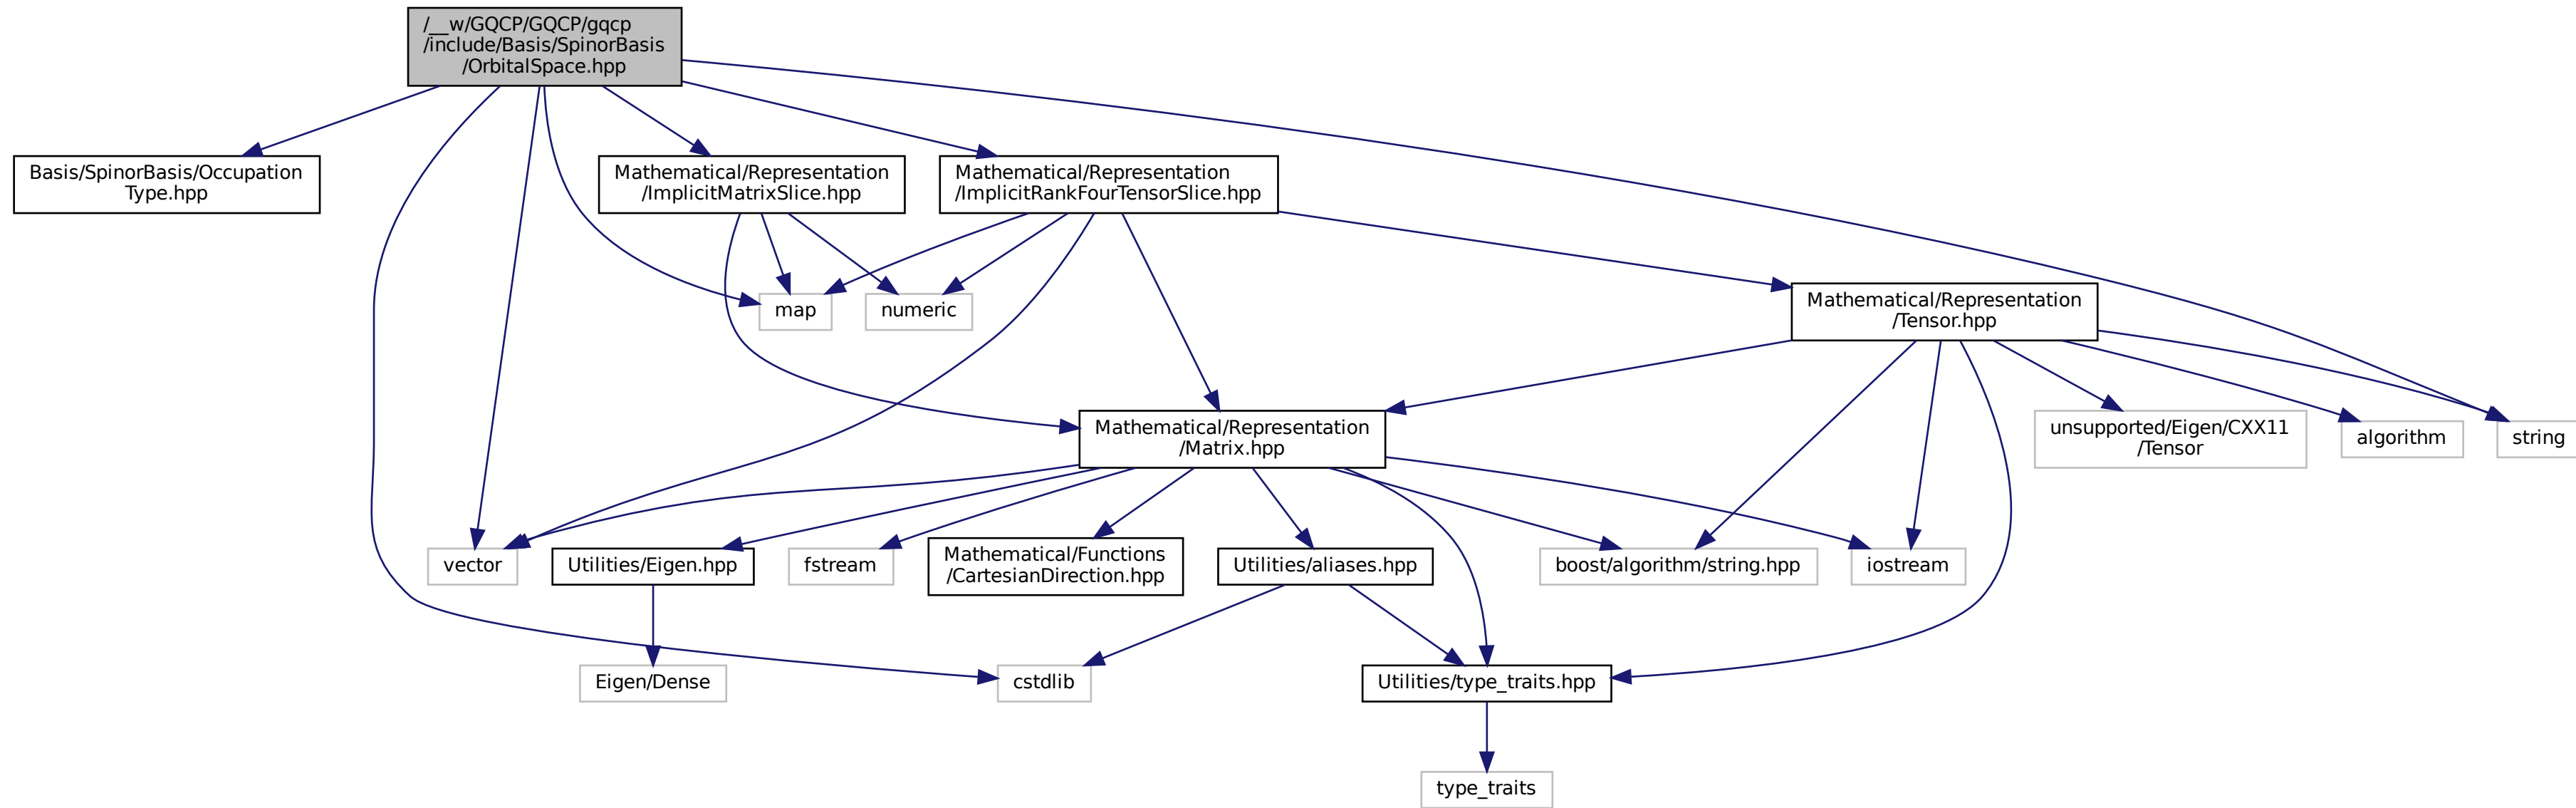 /__w/GQCP/GQCP/gqcp
/include/Basis/SpinorBasis
/OrbitalSpace.hpp
Basis/SpinorBasis/Occupation
Type.hpp
Mathematical/Representation
/ImplicitMatrixSlice.hpp
Mathematical/Representation
/ImplicitRankFourTensorSlice.hpp
map
numeric
Mathematical/Representation
/Tensor.hpp
Mathematical/Representation
/Matrix.hpp
unsupported/Eigen/CXX11
/Tensor
algorithm
string
vector
Utilities/Eigen.hpp
fstream
Mathematical/Functions
/CartesianDirection.hpp
Utilities/aliases.hpp
boost/algorithm/string.hpp
iostream
Eigen/Dense
cstdlib
Utilities/type_traits.hpp
type_traits